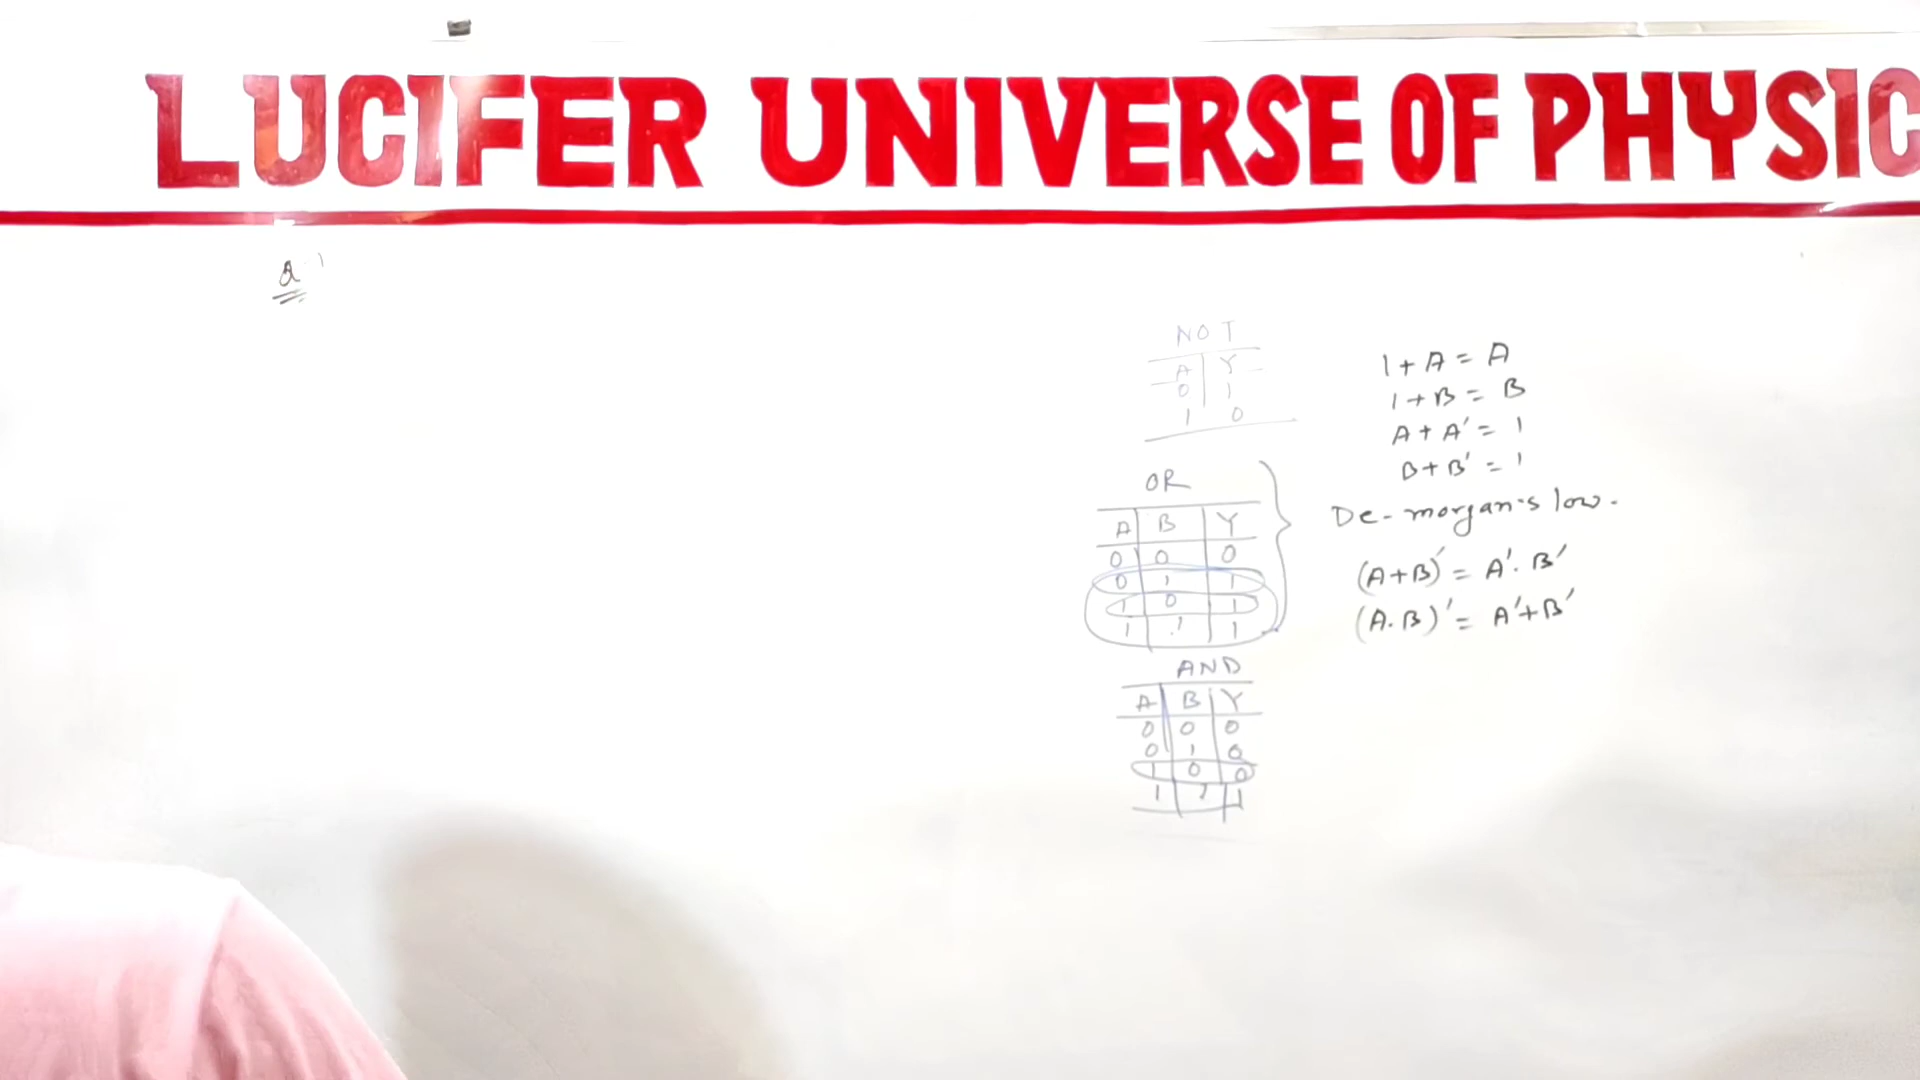 LUCIFER UNIVERSE OF PHYSIC
NOT
A Y
0 1
1 0
OR
A B Y
0 0 0
0 1 1
1 0 1
1 1 1
AND
A B Y
0 0 0
0 1 0
1 0 0
1 1 1
1 + A = A
1 + B = B
A + A' = 1
B + B' = 1
De-morgan's low.
(A+B)' = A'. B'
(A. B)' = A'+B'